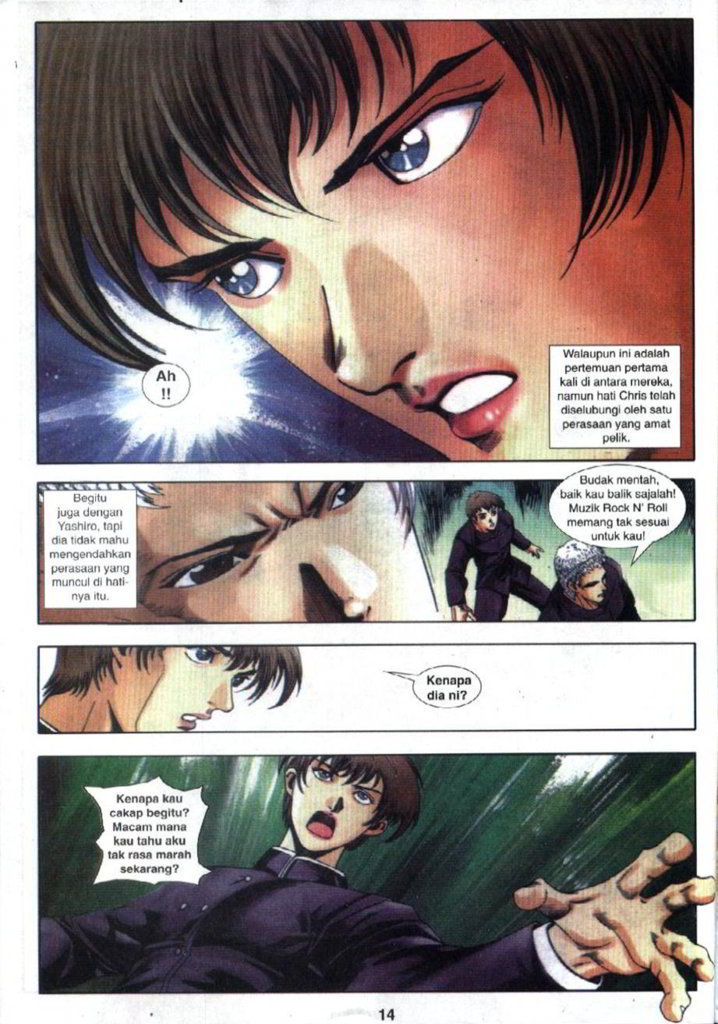 Ah
!!
Walaupun ini adalah
pertemuan pertama
kali di antara mereka,
namun hati Chris telah
diselubungi oleh satu
perasaan yang amat
pelik.
Begitu
juga dengan
Yashiro, tapi
dia tidak mahu
mengendahkan
perasaan yang
muncul di hati-
nya itu.
Budak mentah,
baik kau balik sajalah!
Muzik Rock N' Roll
memang tak sesuai
untuk kau!
Kenapa
dia ni?
Kenapa kau
cakap begitu?
Macam mana
kau tahu aku
tak rasa marah
sekarang?
14